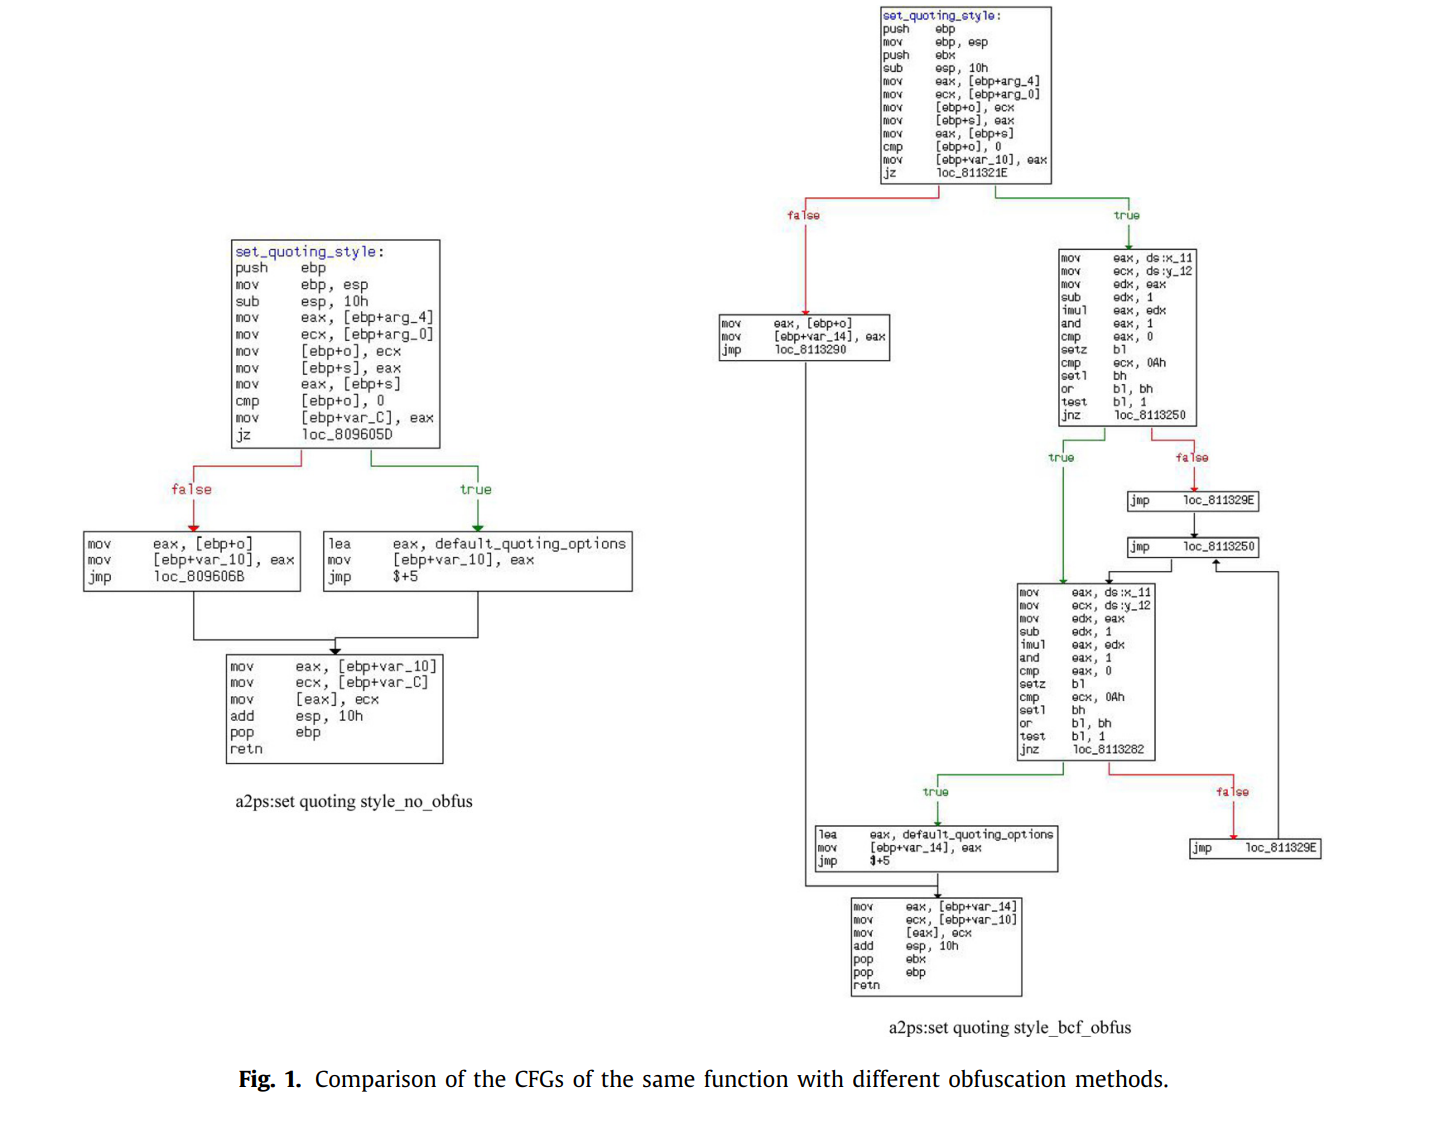 set_quoting_style:
push ebp
mov ebp, esp
sub esp, 10h
mov eax, [ebp+arg_4]
mov ecx, [ebp+arg_0]
mov [ebp+o], ecx
mov [ebp+s], eax
mov eax, [ebp+s]
cmp [ebp+o], 0
mov [ebp+var_C], eax
jz loc_809605D
false
true
mov eax, [ebp+o]
mov [ebp+var_10], eax
jmp loc_809606B
lea eax, default_quoting_options
mov [ebp+var_10], eax
jmp $+5
mov eax, [ebp+var_10]
mov ecx, [ebp+var_C]
mov [eax], ecx
add esp, 10h
pop ebp
retn
a2ps:set quoting style_no_obfus
set_quoting_style:
push ebp
mov ebp, esp
push ebx
sub esp, 10h
mov eax, [ebp+arg_4]
mov ecx, [ebp+arg_0]
mov [ebp+o], ecx
mov [ebp+s], eax
mov eax, [ebp+s]
cmp [ebp+o], 0
mov [ebp+var_10], eax
jz loc_811321E
false
true
mov eax, [ebp+o]
mov [ebp+var_14], eax
jmp loc_8113290
mov eax, ds:x_11
mov ecx, ds:y_12
mov edx, eax
sub edx, 1
imul eax, edx
and eax, 1
cmp eax, 0
setz bl
cmp ecx, 0Ah
setl bh
or bl, bh
test bl, 1
jnz loc_8113250
true
false
jmp loc_811329E
jmp loc_8113250
mov eax, ds:x_11
mov ecx, ds:y_12
mov edx, eax
sub edx, 1
imul eax, edx
and eax, 1
cmp eax, 0
setz bl
cmp ecx, 0Ah
setl bh
or bl, bh
test bl, 1
jnz loc_8113282
true
false
lea eax, default_quoting_options
mov [ebp+var_14], eax
jmp $+5
jmp loc_811329E
mov eax, [ebp+var_14]
mov ecx, [ebp+var_10]
mov [eax], ecx
add esp, 10h
pop ebx
pop ebp
retn
a2ps:set quoting style_bcf_obfus
Fig. 1. Comparison of the CFGs of the same function with different obfuscation methods.